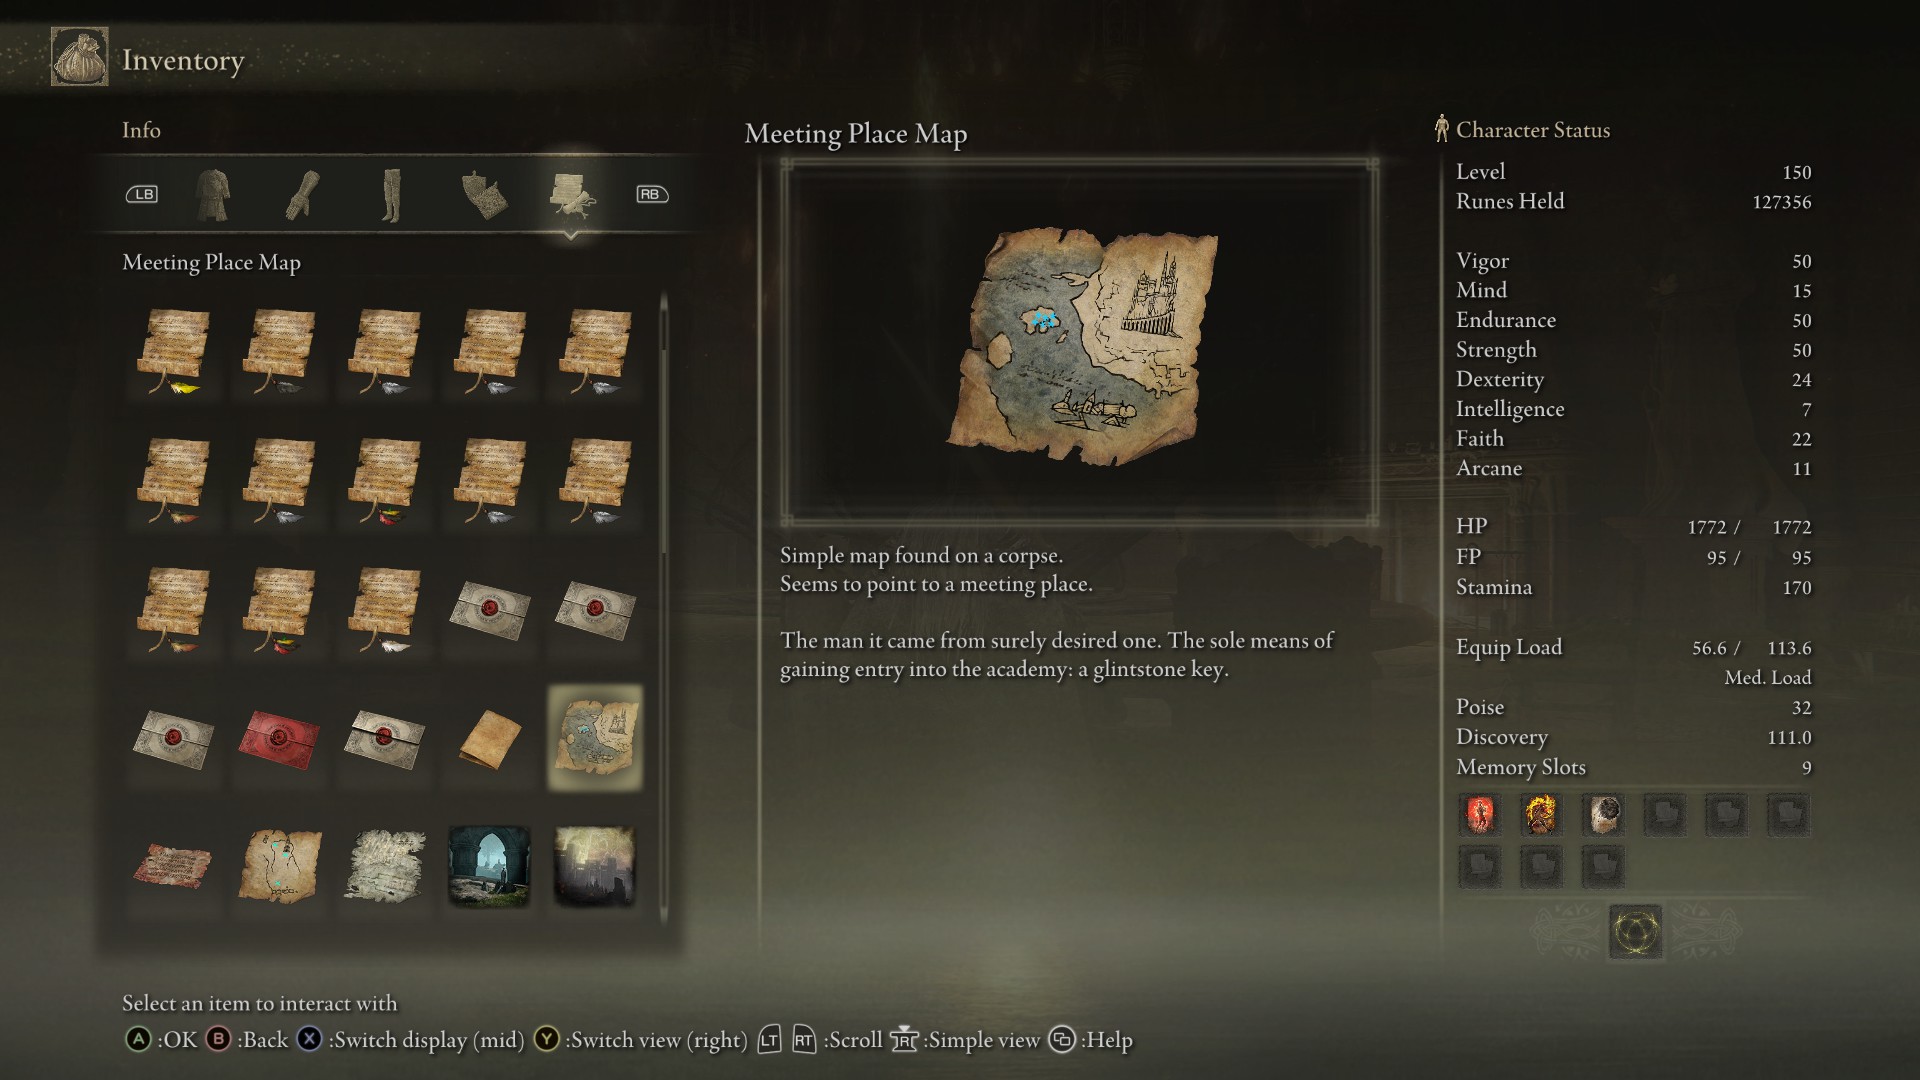 Inventory
Info
LB
RB
Meeting Place Map
Meeting Place Map
Simple map found on a corpse.
Seems to point to a meeting place.
The man it came from surely desired one. The sole means of
gaining entry into the academy: a glintstone key.
Character Status
Level 150
Runes Held 127356
Vigor 50
Mind 15
Endurance 50
Strength 50
Dexterity 24
Intelligence 7
Faith 22
Arcane 11
HP 1772 / 1772
FP 95 / 95
Stamina 170
Equip Load 56.6 / 113.6
Med. Load
Poise 32
Discovery 111.0
Memory Slots 9
Select an item to interact with
A :OK B :Back X :Switch display (mid) Y :Switch view (right) LT RT :Scroll R :Simple view :Help